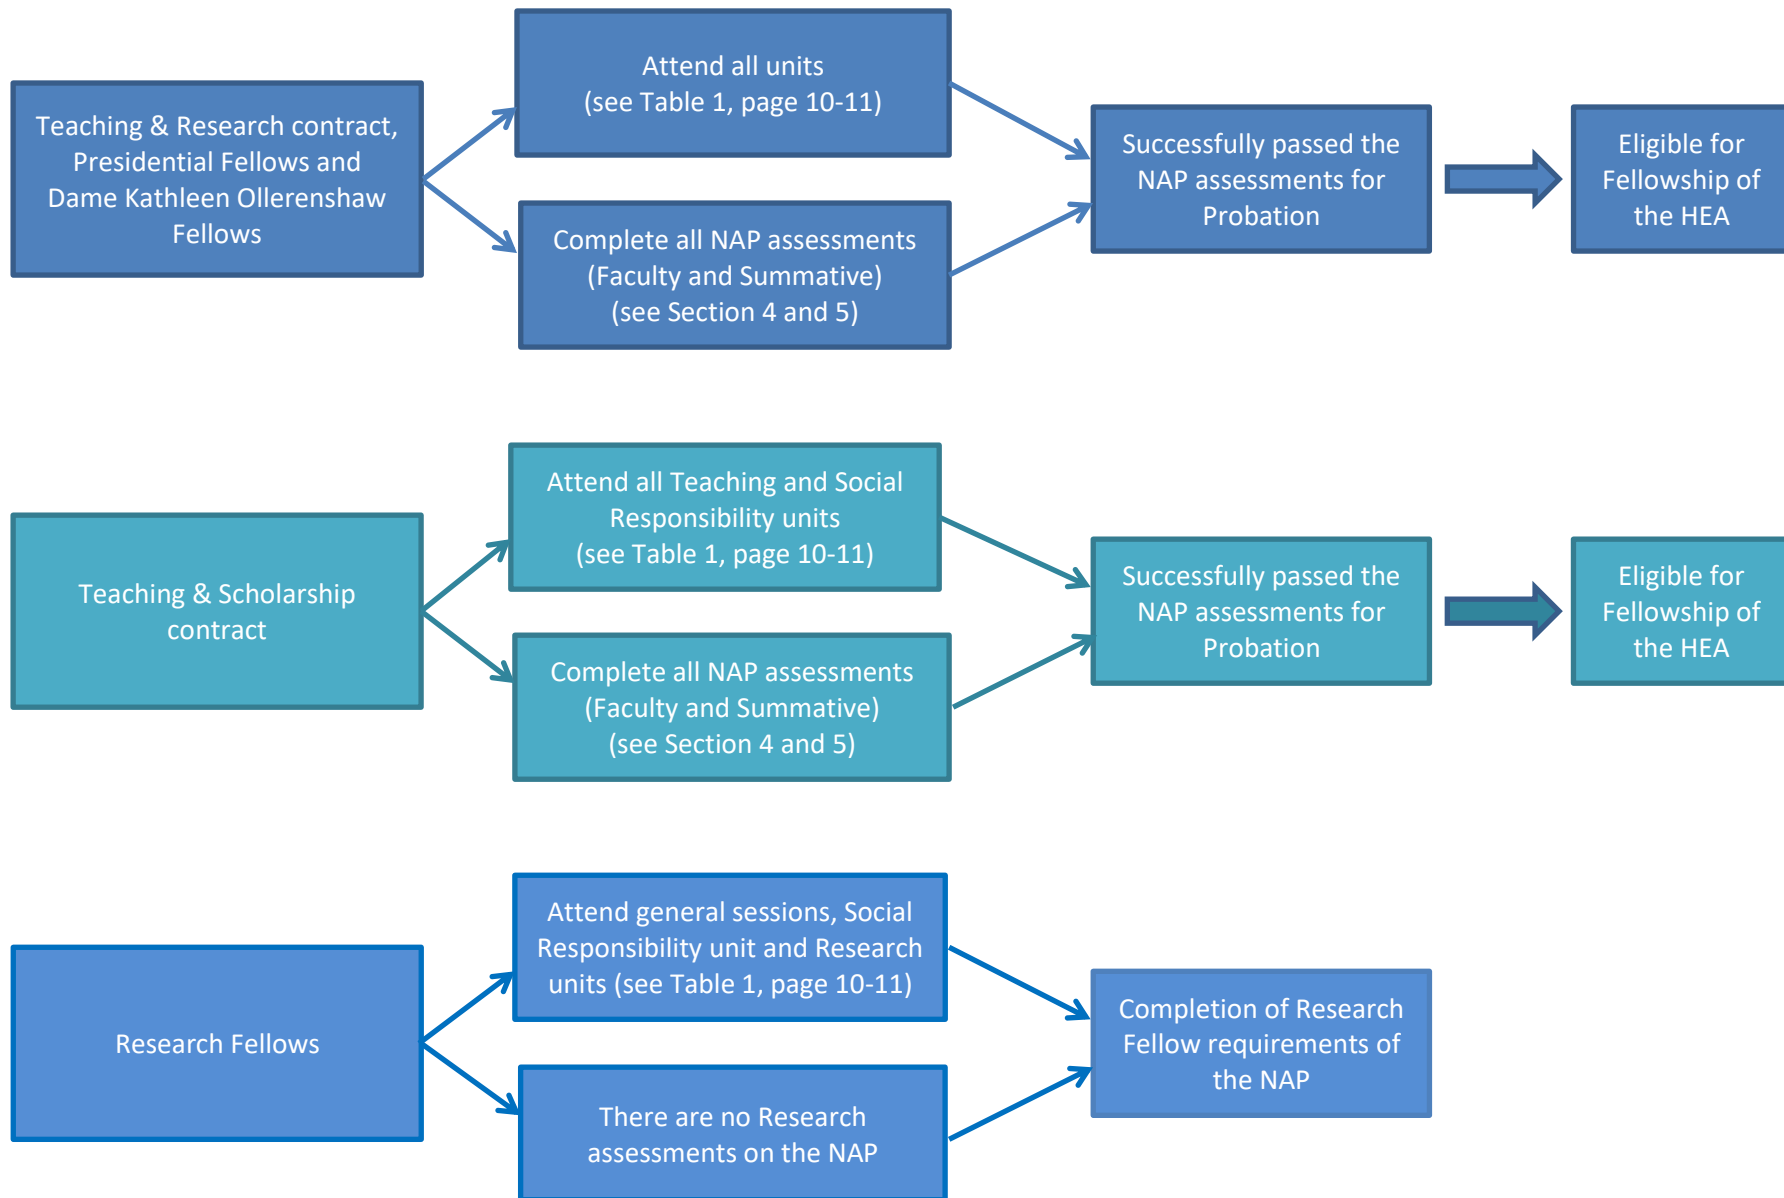 Teaching & Research contract,
Presidential Fellows and
Dame Kathleen Ollerenshaw
Fellows
Attend all units
(see Table 1, page 10-11)
Complete all NAP assessments
(Faculty and Summative)
(see Section 4 and 5)
Successfully passed the
NAP assessments for
Probation
Eligible for
Fellowship of
the HEA
Teaching & Scholarship
contract
Attend all Teaching and Social
Responsibility units
(see Table 1, page 10-11)
Complete all NAP assessments
(Faculty and Summative)
(see Section 4 and 5)
Successfully passed the
NAP assessments for
Probation
Eligible for
Fellowship of
the HEA
Research Fellows
Attend general sessions, Social
Responsibility unit and Research
units (see Table 1, page 10-11)
There are no Research
assessments on the NAP
Completion of Research
Fellow requirements of
the NAP